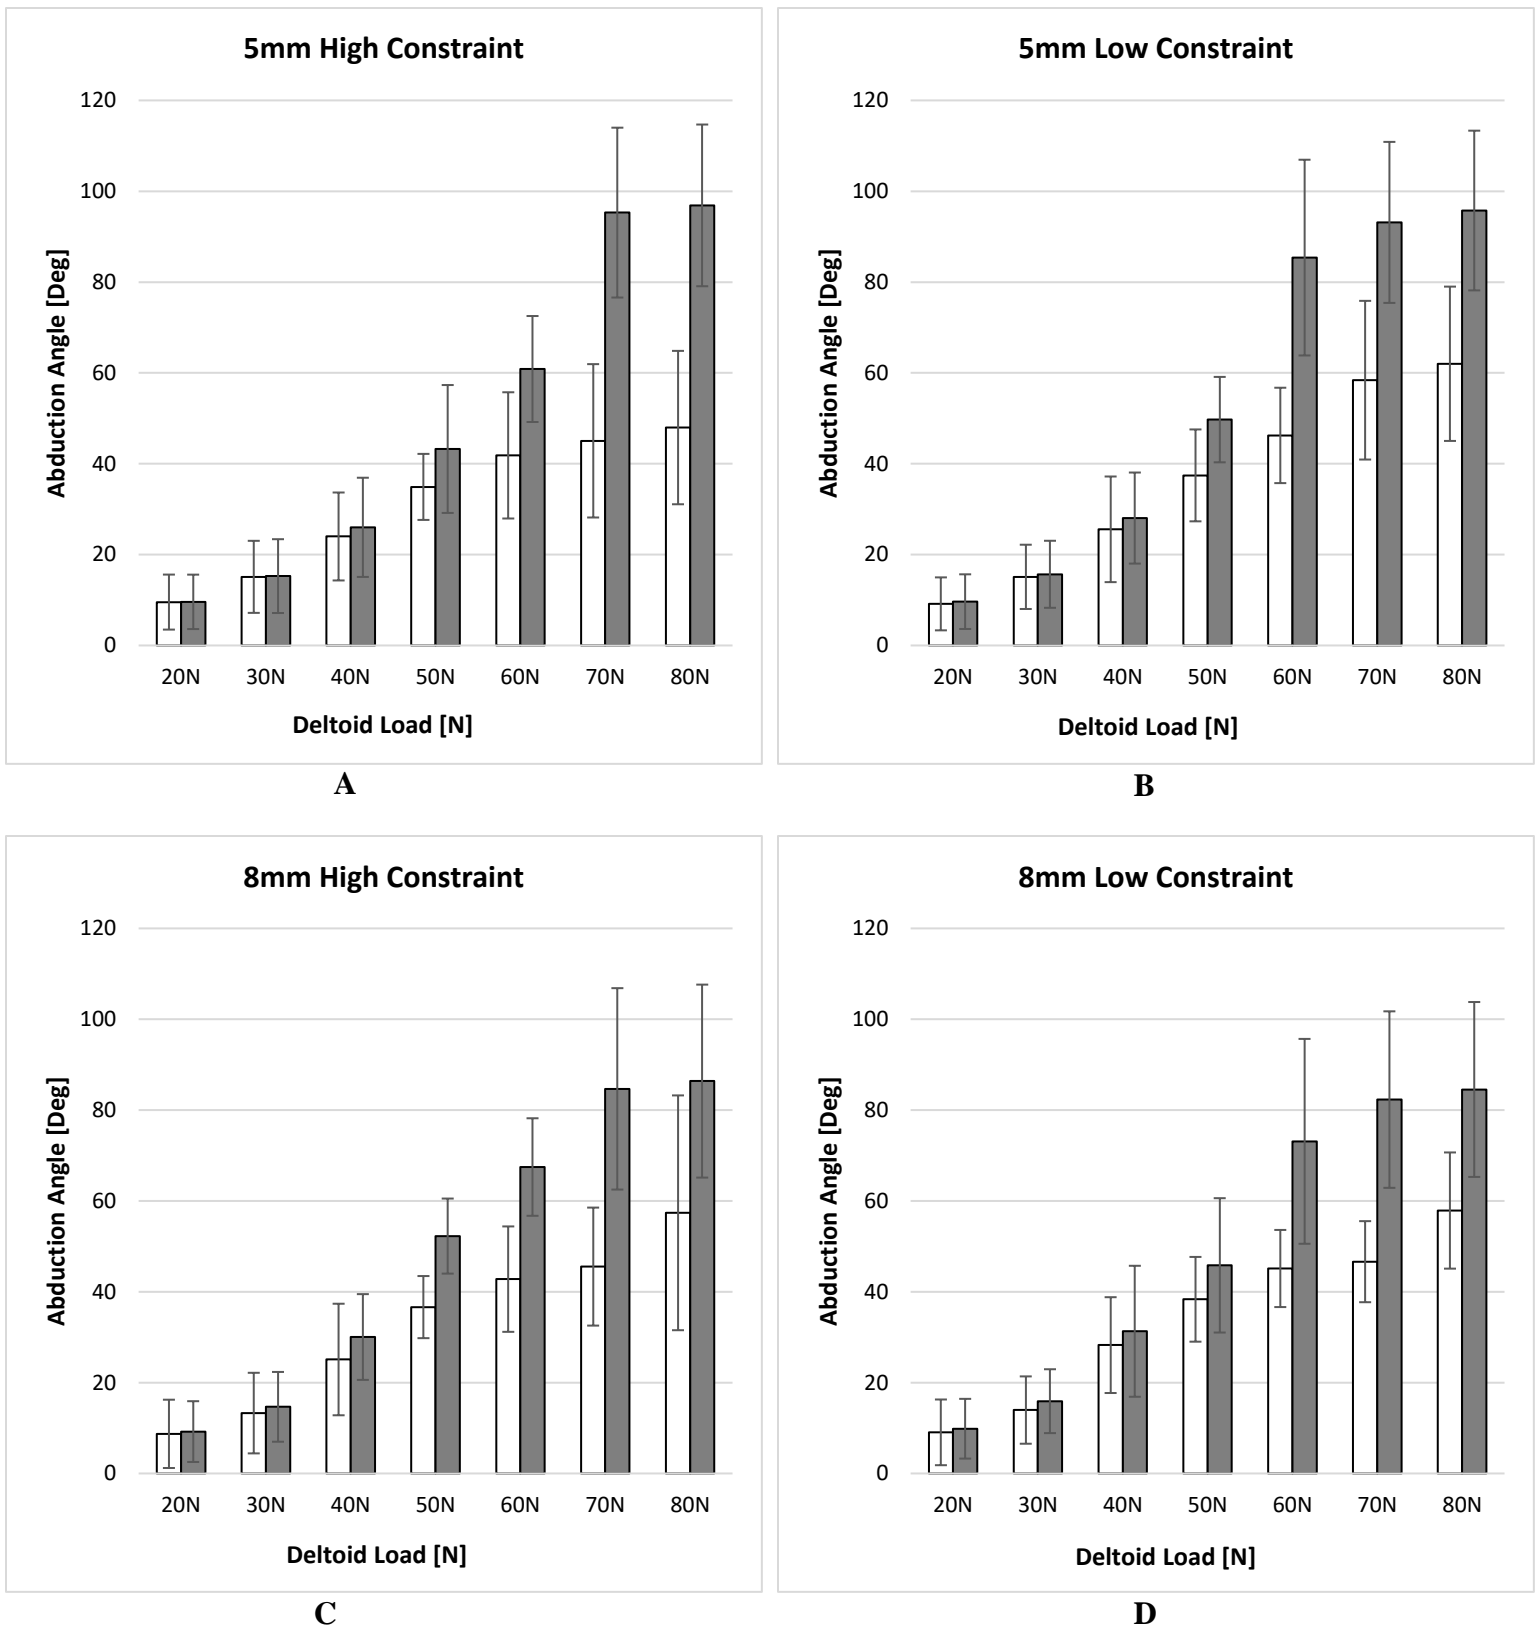 5mm High Constraint
120
100
80
60
40
20
0
Abduction Angle [Deg]
20N 30N 40N 50N 60N 70N 80N
Deltoid Load [N]
A
5mm Low Constraint
120
100
80
60
40
20
0
Abduction Angle [Deg]
20N 30N 40N 50N 60N 70N 80N
Deltoid Load [N]
B
8mm High Constraint
120
100
80
60
40
20
0
Abduction Angle [Deg]
20N 30N 40N 50N 60N 70N 80N
Deltoid Load [N]
C
8mm Low Constraint
120
100
80
60
40
20
0
Abduction Angle [Deg]
20N 30N 40N 50N 60N 70N 80N
Deltoid Load [N]
D